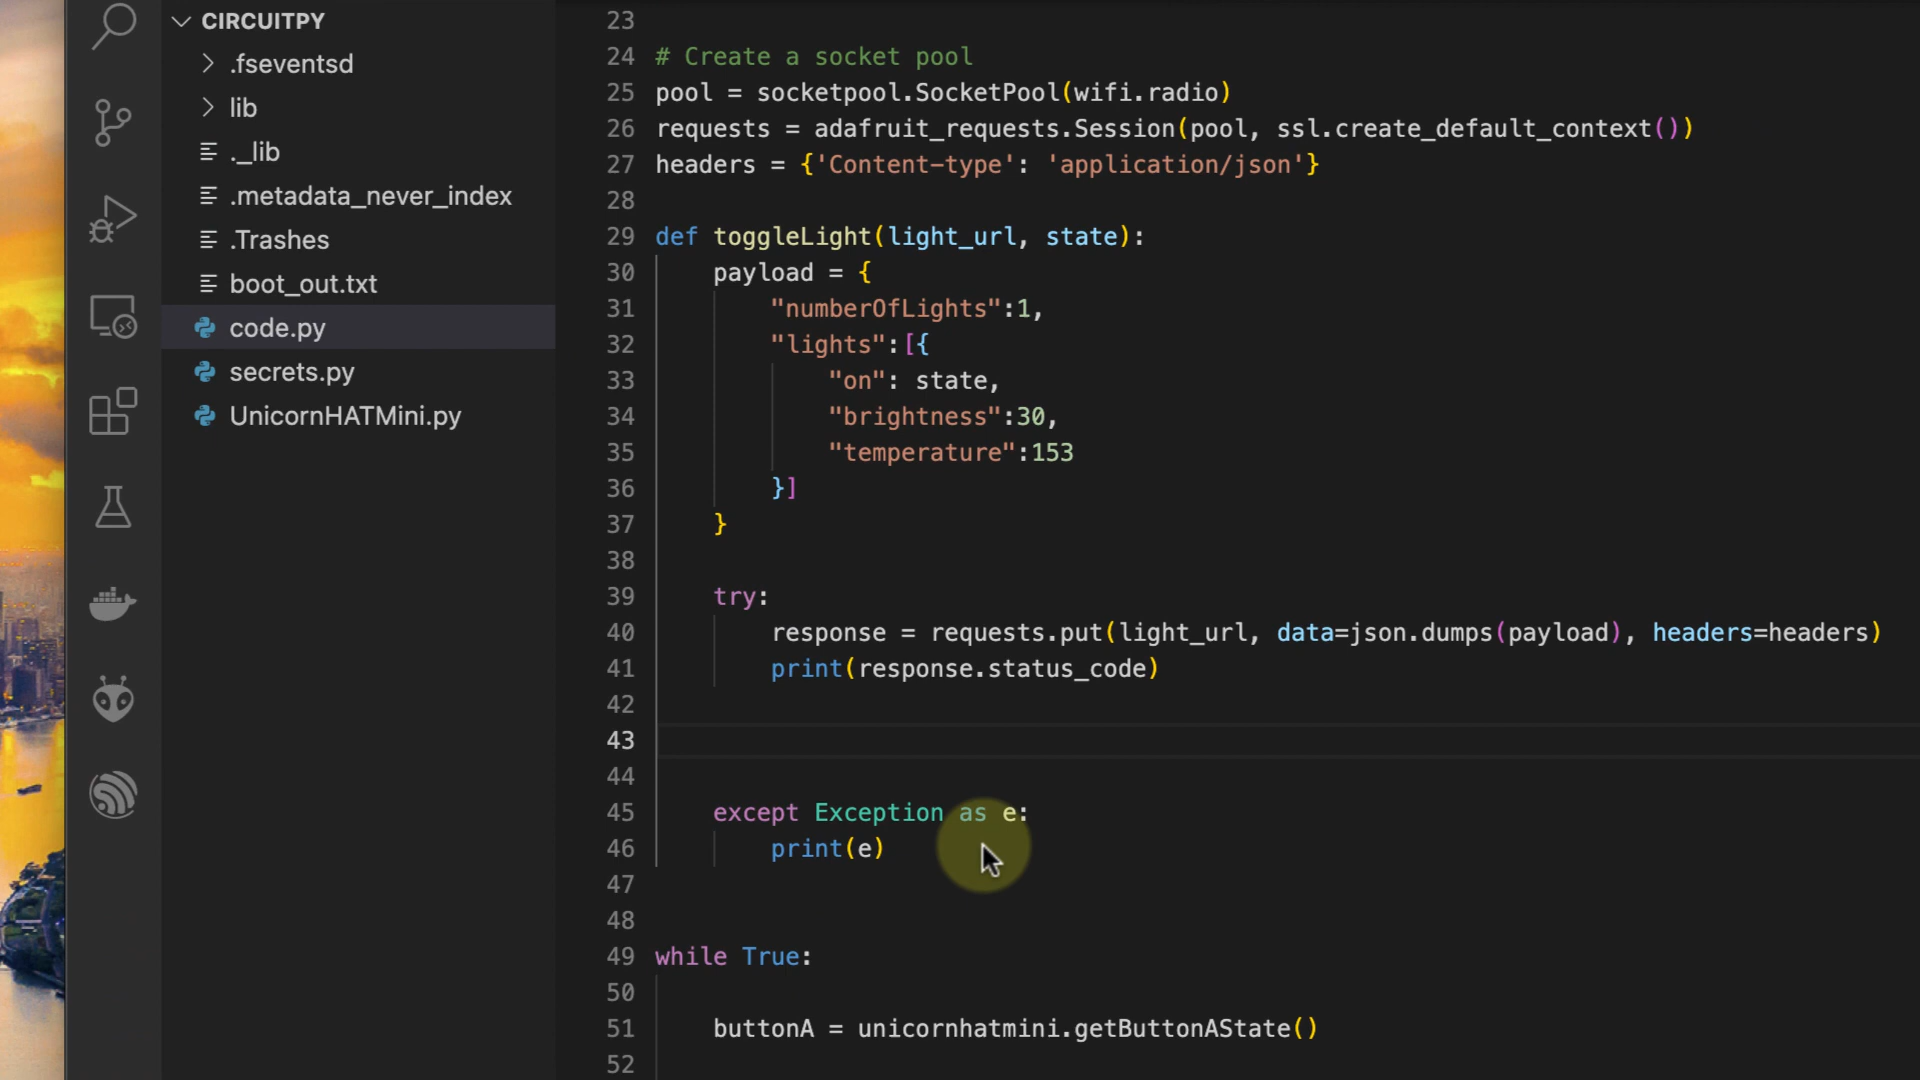 CIRCUITPY
.fseventsd
lib
._lib
.metadata_never_index
.Trashes
boot_out.txt
code.py
secrets.py
UnicornHATMini.py
23
24 # Create a socket pool
25 pool = socketpool.SocketPool(wifi.radio)
26 requests = adafruit_requests.Session(pool, ssl.create_default_context())
27 headers = {'Content-type': 'application/json'}
28
29 def toggleLight(light_url, state):
30 payload = {
31 "numberOfLights":1,
32 "lights":[{
33 "on": state,
34 "brightness":30,
35 "temperature":153
36 }]
37 }
38
39 try:
40 response = requests.put(light_url, data=json.dumps(payload), headers=headers)
41 print(response.status_code)
42
43
44
45 except Exception as e:
46 print(e)
47
48
49 while True:
50
51 buttonA = unicornhatmini.getButtonAState()
52